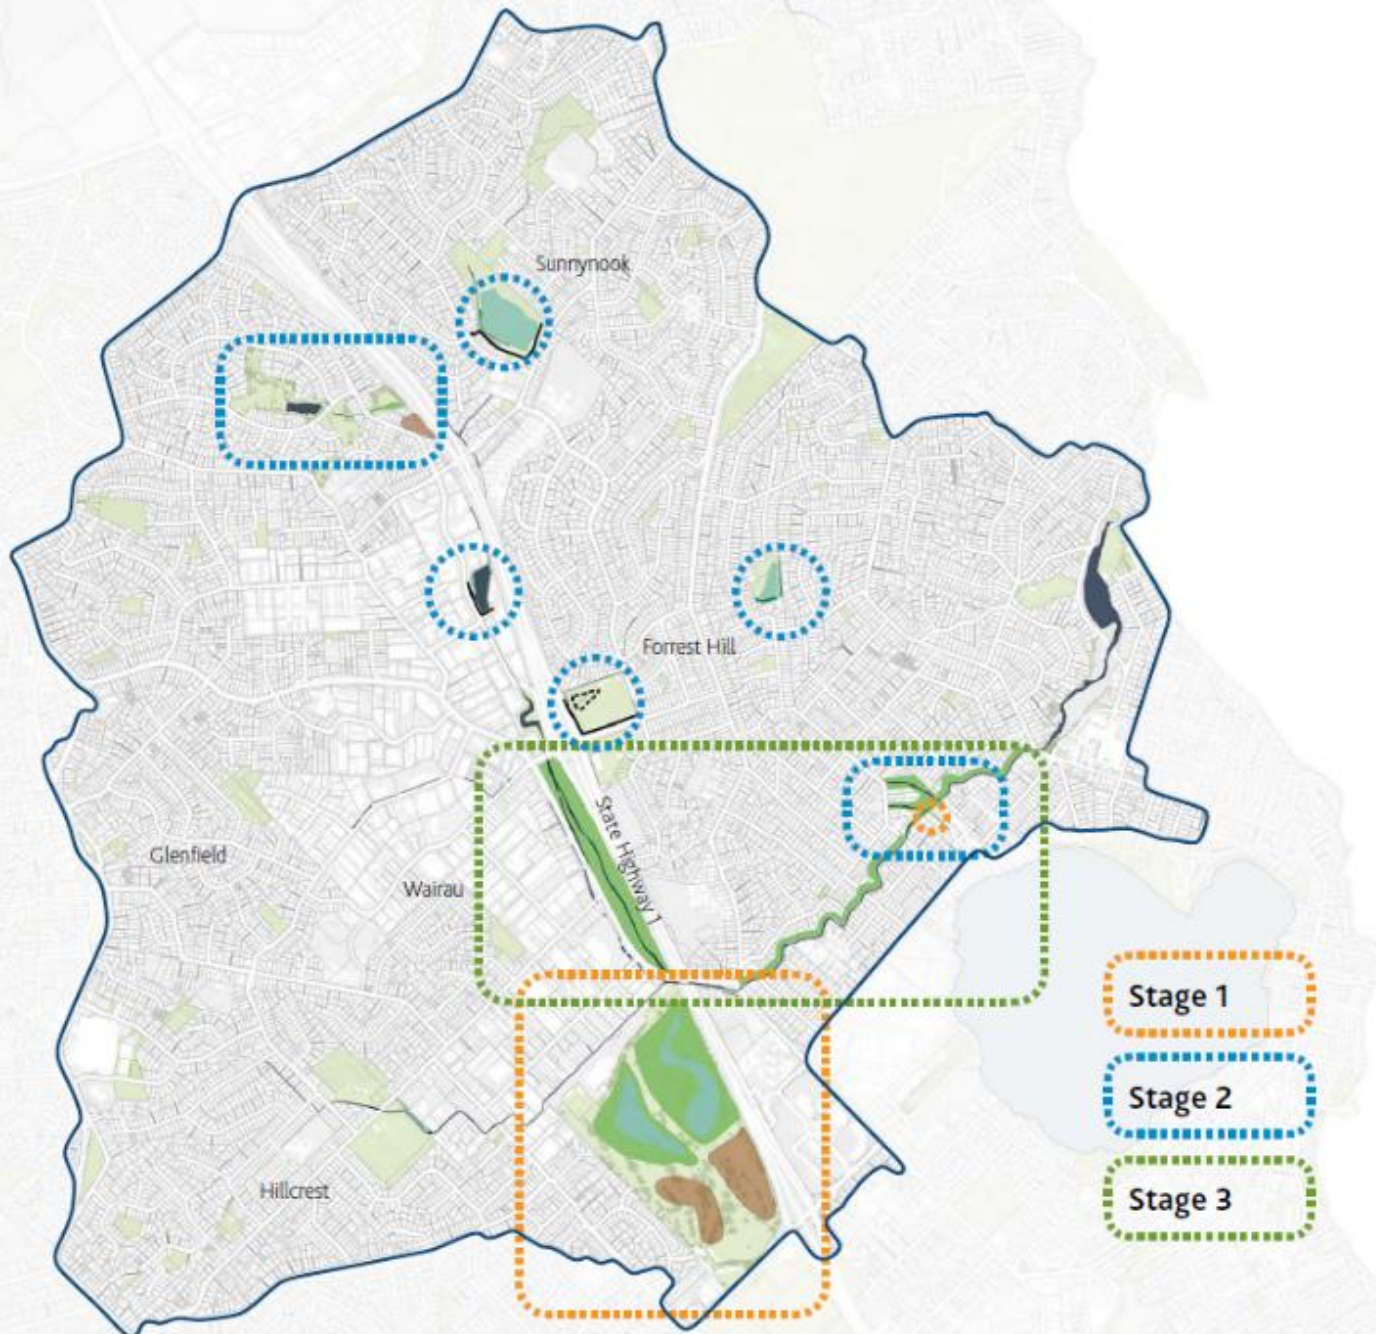 Sunnynook
Forrest Hill
State Highway 1
Glenfield
Wairau
Hillcrest
Stage 1
Stage 2
Stage 3